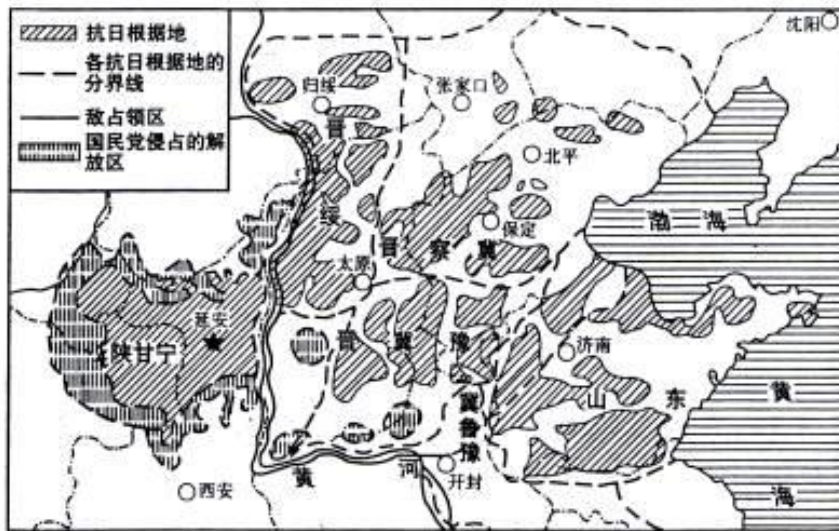 抗日根据地
各抗日根据地的
分界线
敌占领区
国民党侵占的解
放区
沈阳
归绥
张家口
北平
晋
绥
保定
晋察冀
太原
渤海
延安
陕甘宁
晋冀豫
济南
山东
冀鲁豫
黄海
西安
黄河
开封